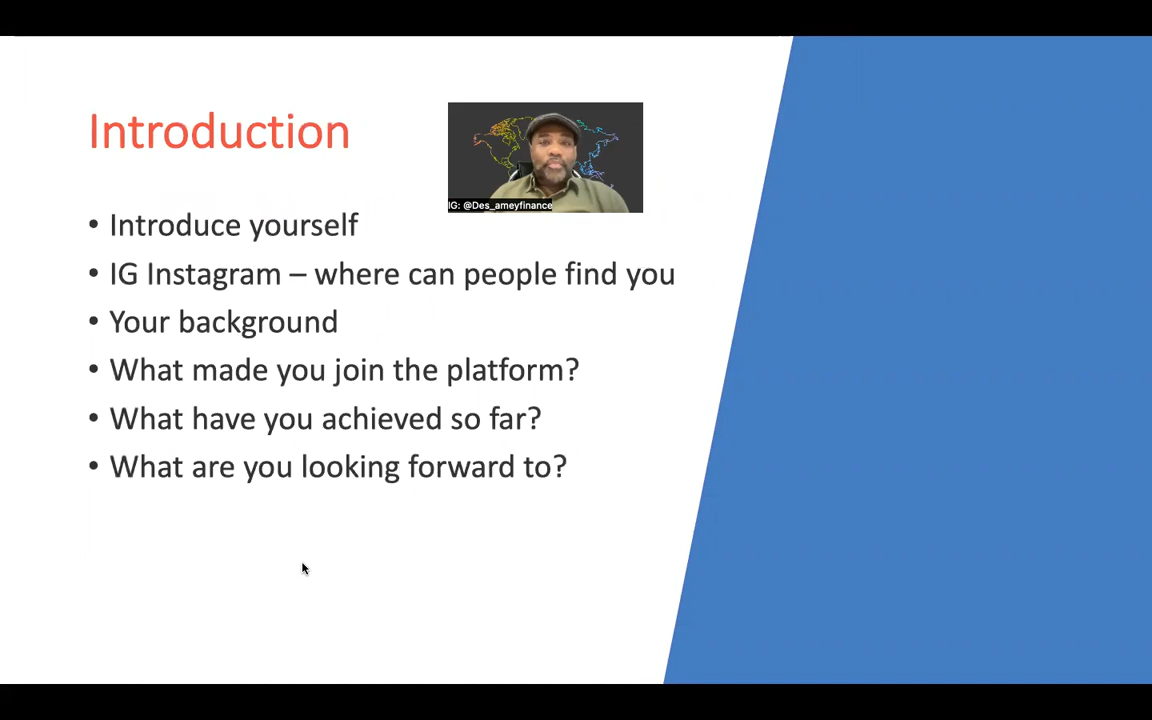 Introduction
IG: @Des_ameyfinance
• Introduce yourself
• IG Instagram – where can people find you
• Your background
• What made you join the platform?
• What have you achieved so far?
• What are you looking forward to?